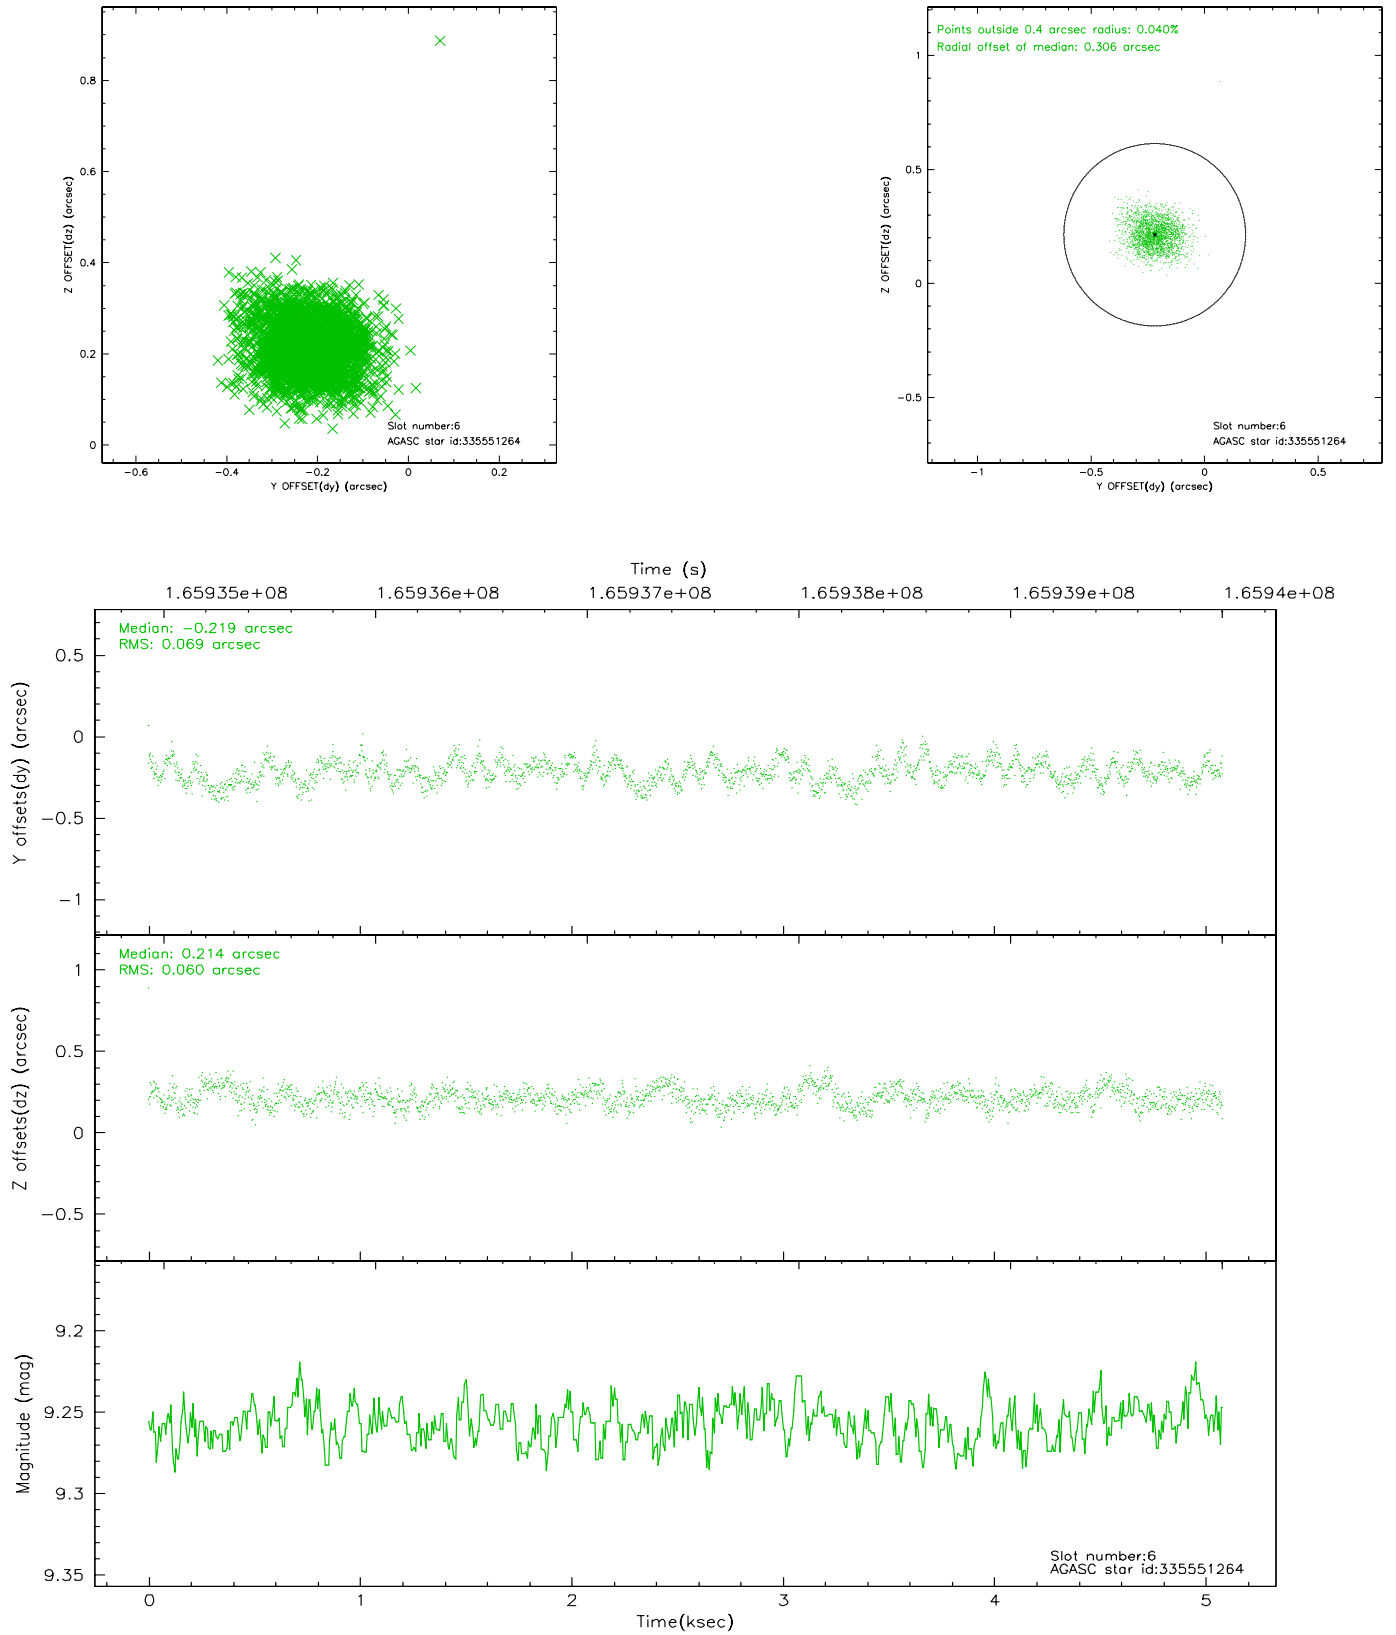 0.8
0.6
0.4
0.2
0
Z OFFSET(dz) (arcsec)
Slot number:6
AGASC star id:335551264
−0.6 −0.4 −0.2 0 0.2
Y OFFSET(dy) (arcsec)
Points outside 0.4 arcsec radius: 0.040%
Radial offset of median: 0.306 arcsec
1
0.5
0
−0.5
Z OFFSET(dz) (arcsec)
Slot number:6
AGASC star id:335551264
−1 −0.5 0 0.5
Y OFFSET(dy) (arcsec)
Time (s)
1.65935e+08 1.65936e+08 1.65937e+08 1.65938e+08 1.65939e+08 1.6594e+08
Median: −0.219 arcsec
RMS: 0.069 arcsec
0.5
0
−0.5
−1
Y offsets(dy) (arcsec)
Median: 0.214 arcsec
RMS: 0.060 arcsec
1
0.5
0
−0.5
Z offsets(dz) (arcsec)
9.2
9.25
9.3
9.35
Magnitude (mag)
Slot number:6
AGASC star id:335551264
0 1 2 3 4 5
Time(ksec)